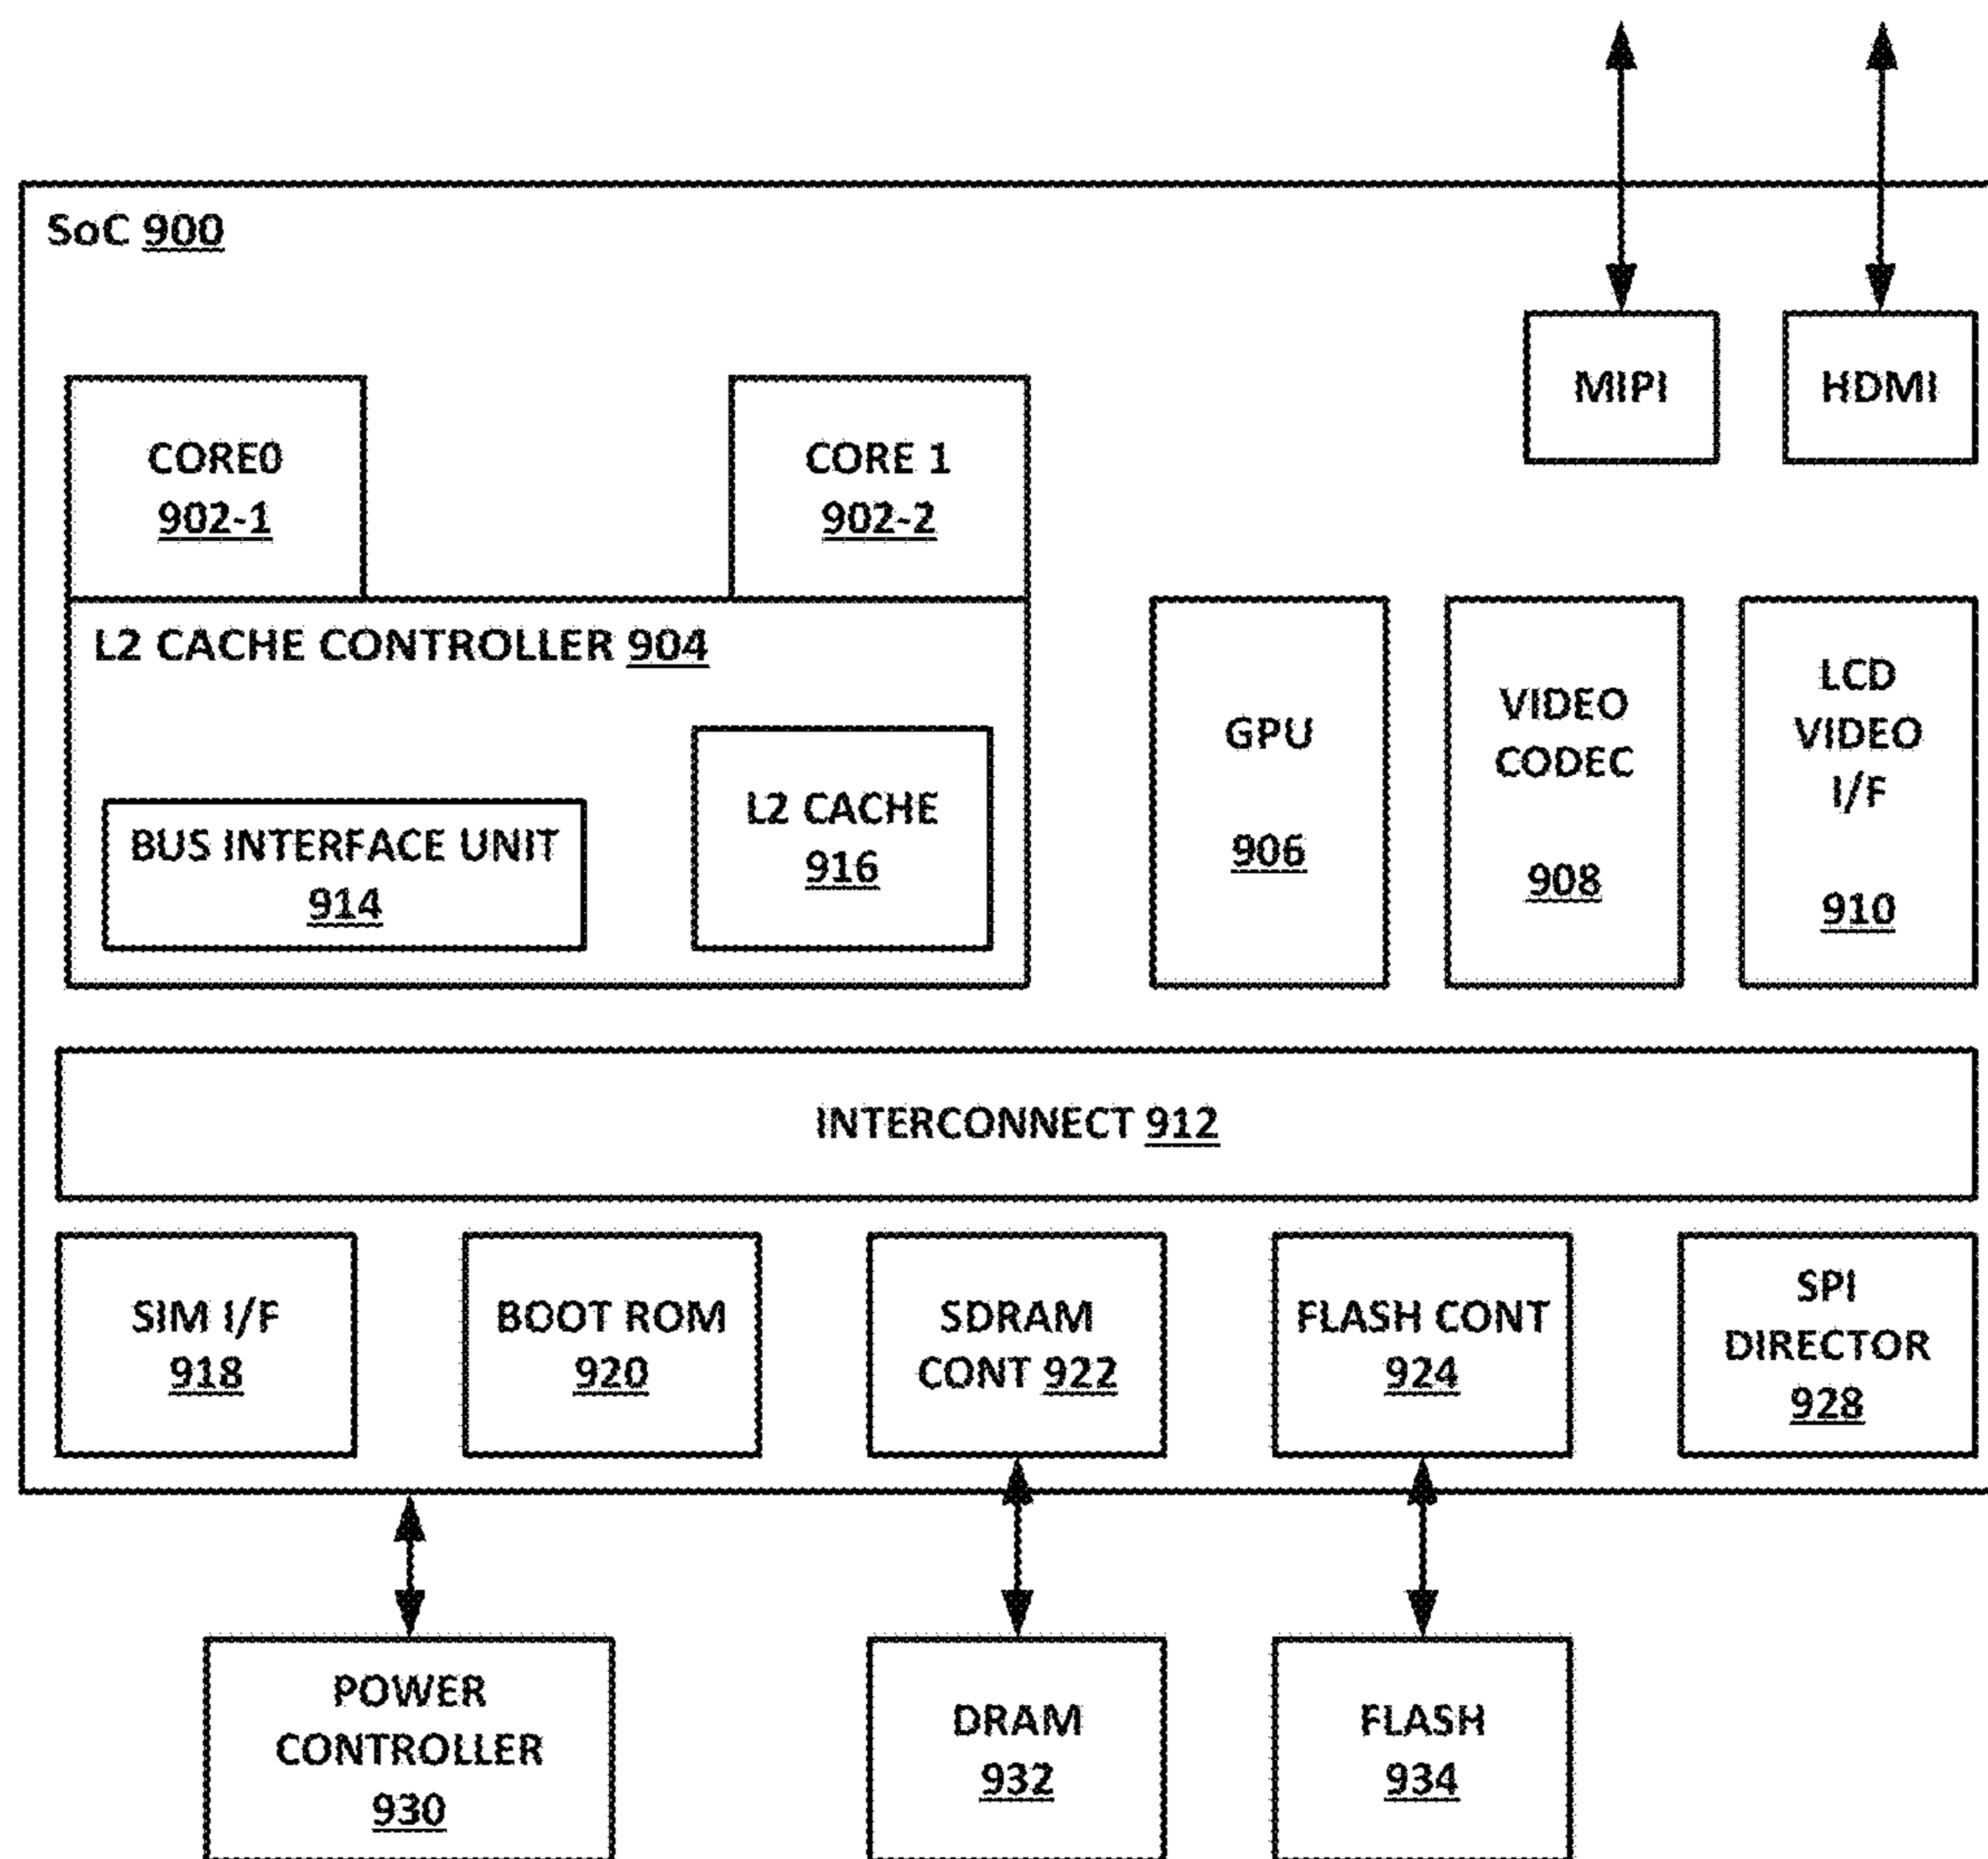 SoC 900
MIPI
HDMI
CORE0
902-1
CORE 1
902-2
L2 CACHE CONTROLLER 904
BUS INTERFACE UNIT
914
L2 CACHE
916
GPU
906
VIDEO
CODEC
908
LCD
VIDEO
I/F
910
INTERCONNECT 912
SIM I/F
918
BOOT ROM
920
SDRAM
CONT 922
FLASH CONT
924
SPI
DIRECTOR
928
POWER
CONTROLLER
930
DRAM
932
FLASH
934